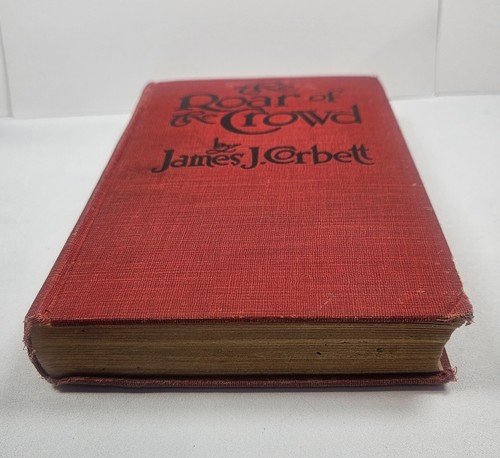 The
Roar of
the Crowd
by
James J. Corbett